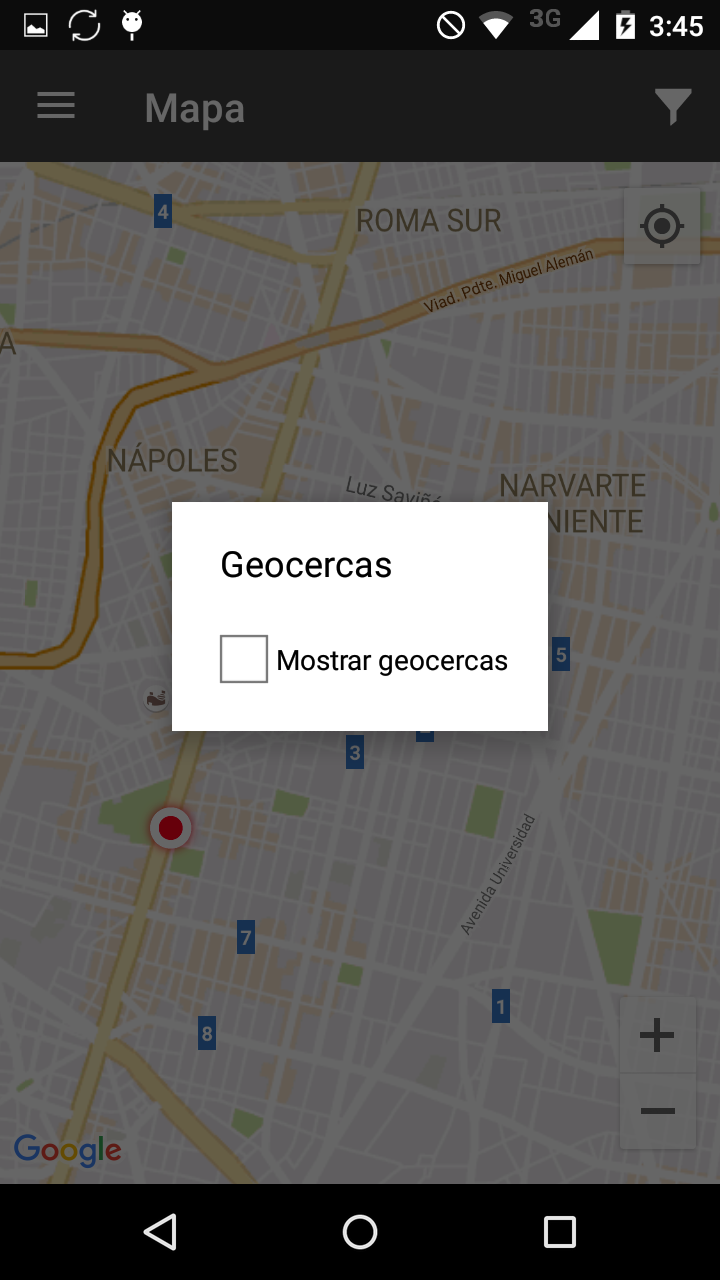 3G 3:45
Mapa
4
ROMA SUR
Viad. Pdte. Miguel Alemán
A
NÁPOLES
Luz Saviñó
NARVARTE
NIENTE
Geocercas
Mostrar geocercas
5
3
Avenida Universidad
7
1
8
Google